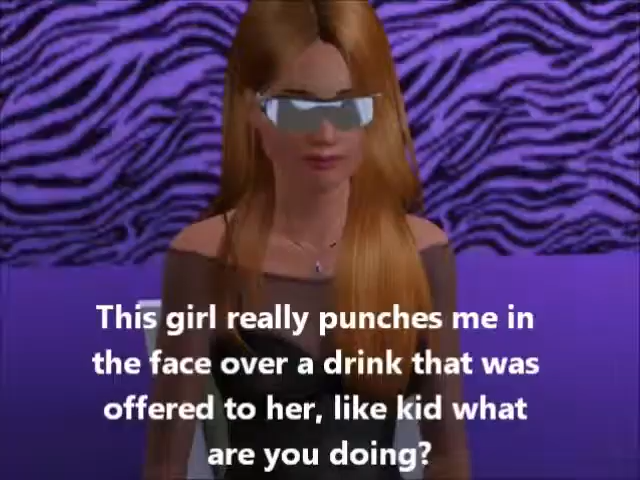 This girl really punches me in
the face over a drink that was
offered to her, like kid what
are you doing?